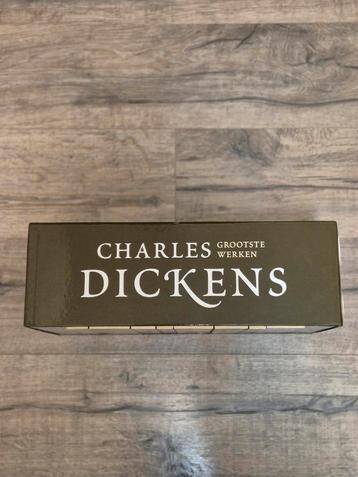 CHARLES GROOTSTE WERKEN
DICKENS